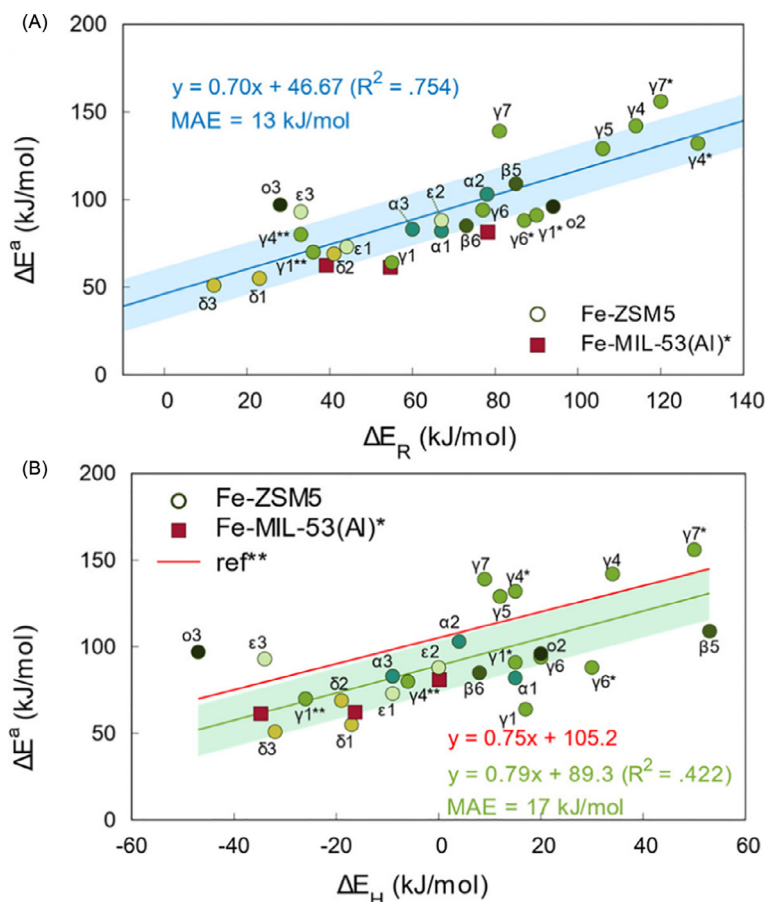 (A)
200
150
100
50
0
y = 0.70x + 46.67 (R² = .754)
MAE = 13 kJ/mol
γ7*
γ7
γ5
γ4
γ4*
β5
o3
ε3
α3
ε2
α2
γ4**
γ6
ε1
α1
β6
γ6*
γ1*
o2
γ1**
δ2
γ1
δ3
δ1
Fe-ZSM5
Fe-MIL-53(Al)*
0 20 40 60 80 100 120 140
ΔE_R (kJ/mol)
ΔEᵃ (kJ/mol)
(B)
200
150
100
50
0
Fe-ZSM5
Fe-MIL-53(Al)*
ref**
γ7*
γ7
γ4*
γ4
γ5
o3
ε3
α2
α3
ε2
γ1*
o2
β5
δ2
γ4**
β6
γ6
γ6*
γ1**
ε1
α1
δ3
δ1
γ1
y = 0.75x + 105.2
y = 0.79x + 89.3 (R² = .422)
MAE = 17 kJ/mol
-60 -40 -20 0 20 40 60
ΔE_H (kJ/mol)
ΔEᵃ (kJ/mol)